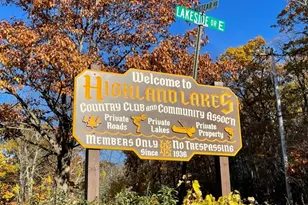 LAKESIDE DR E
Welcome to
HIGHLAND LAKES
Country Club and Community Assoc'n
Private Private Private
Roads Lakes Property
Members Only No Trespassing
Since 1936